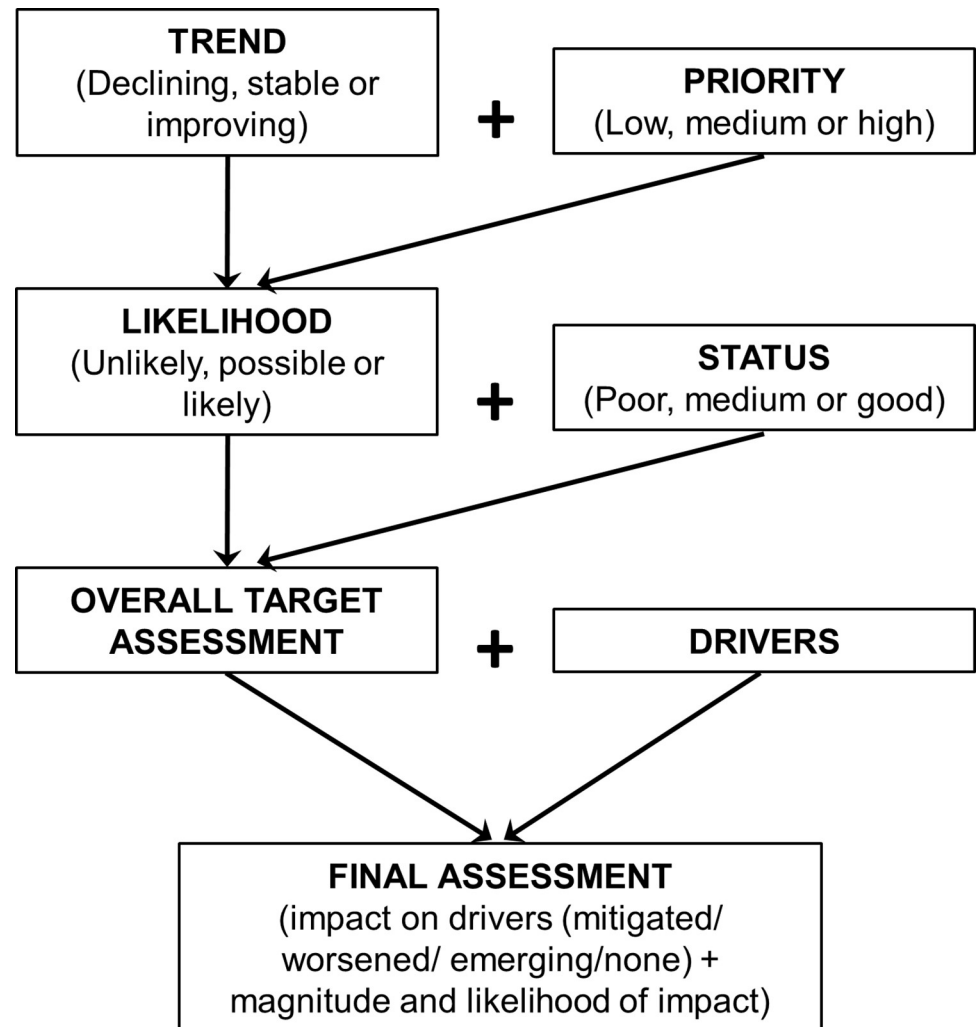 TREND
(Declining, stable or
improving)
+
PRIORITY
(Low, medium or high)
LIKELIHOOD
(Unlikely, possible or
likely)
+
STATUS
(Poor, medium or good)
OVERALL TARGET
ASSESSMENT
+
DRIVERS
FINAL ASSESSMENT
(impact on drivers (mitigated/
worsened/ emerging/none) +
magnitude and likelihood of impact)